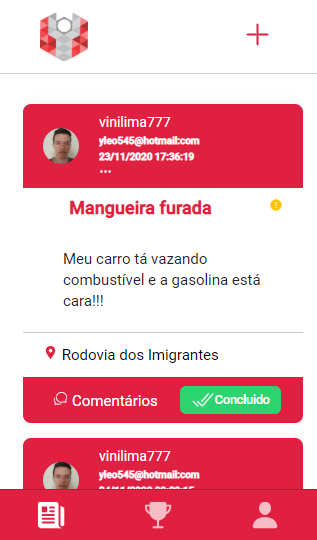 vinilima777
yleo545@hotmail.com
23/11/2020 17:36:19
...
Mangueira furada
Meu carro tá vazando
combustível e a gasolina está
cara!!!
Rodovia dos Imigrantes
Comentários
Concluido
vinilima777
yleo545@hotmail.com